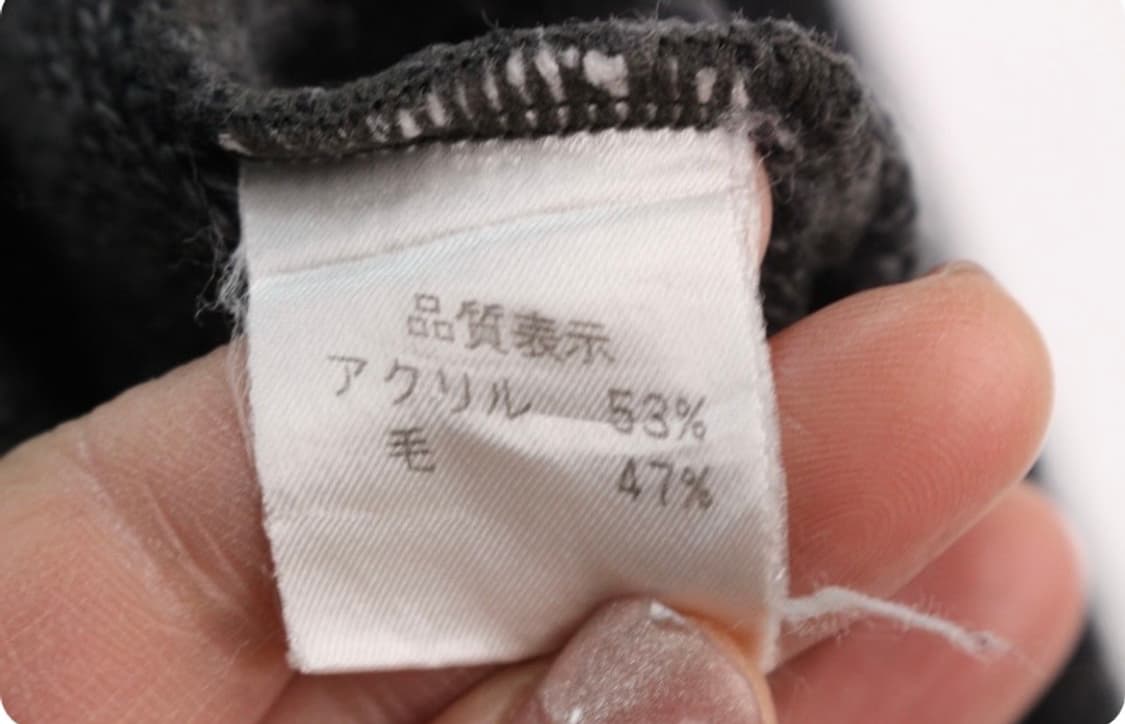 品質表示
アクリル 53%
毛 47%